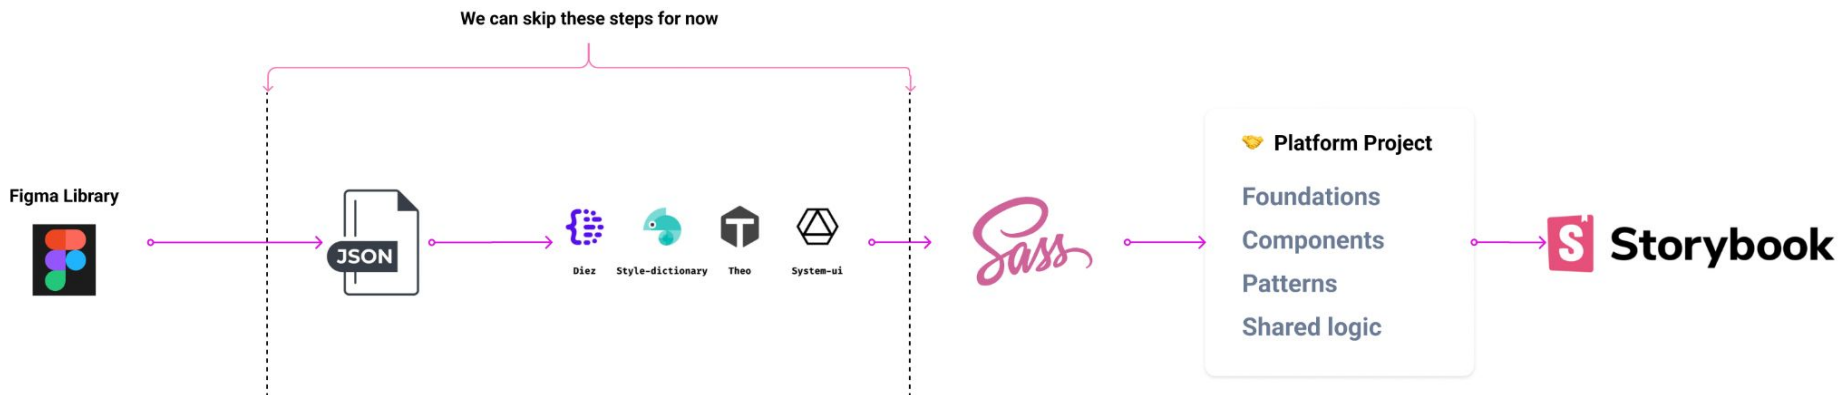 We can skip these steps for now
Figma Library
JSON
Diez
Style-dictionary
Theo
System-ui
Sass
🤝 Platform Project
Foundations
Components
Patterns
Shared logic
S Storybook